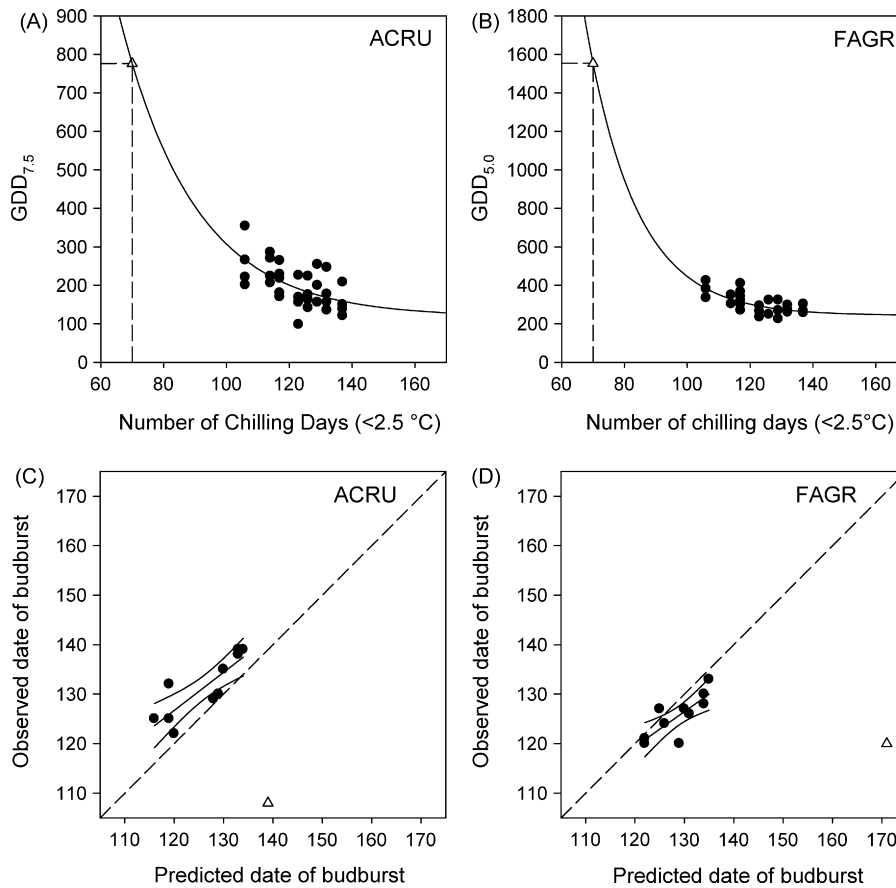 (A)
ACRU
900
800
700
600
500
400
300
200
100
0
GDD7.5
60 80 100 120 140 160
Number of Chilling Days (<2.5 °C)
(B)
FAGR
1800
1600
1400
1200
1000
800
600
400
200
0
GDD5.0
60 80 100 120 140 160
Number of chilling days (<2.5°C)
(C)
ACRU
170
160
150
140
130
120
110
Observed date of budburst
110 120 130 140 150 160 170
Predicted date of budburst
(D)
FAGR
170
160
150
140
130
120
110
Observed date of budburst
110 120 130 140 150 160 170
Predicted date of budburst